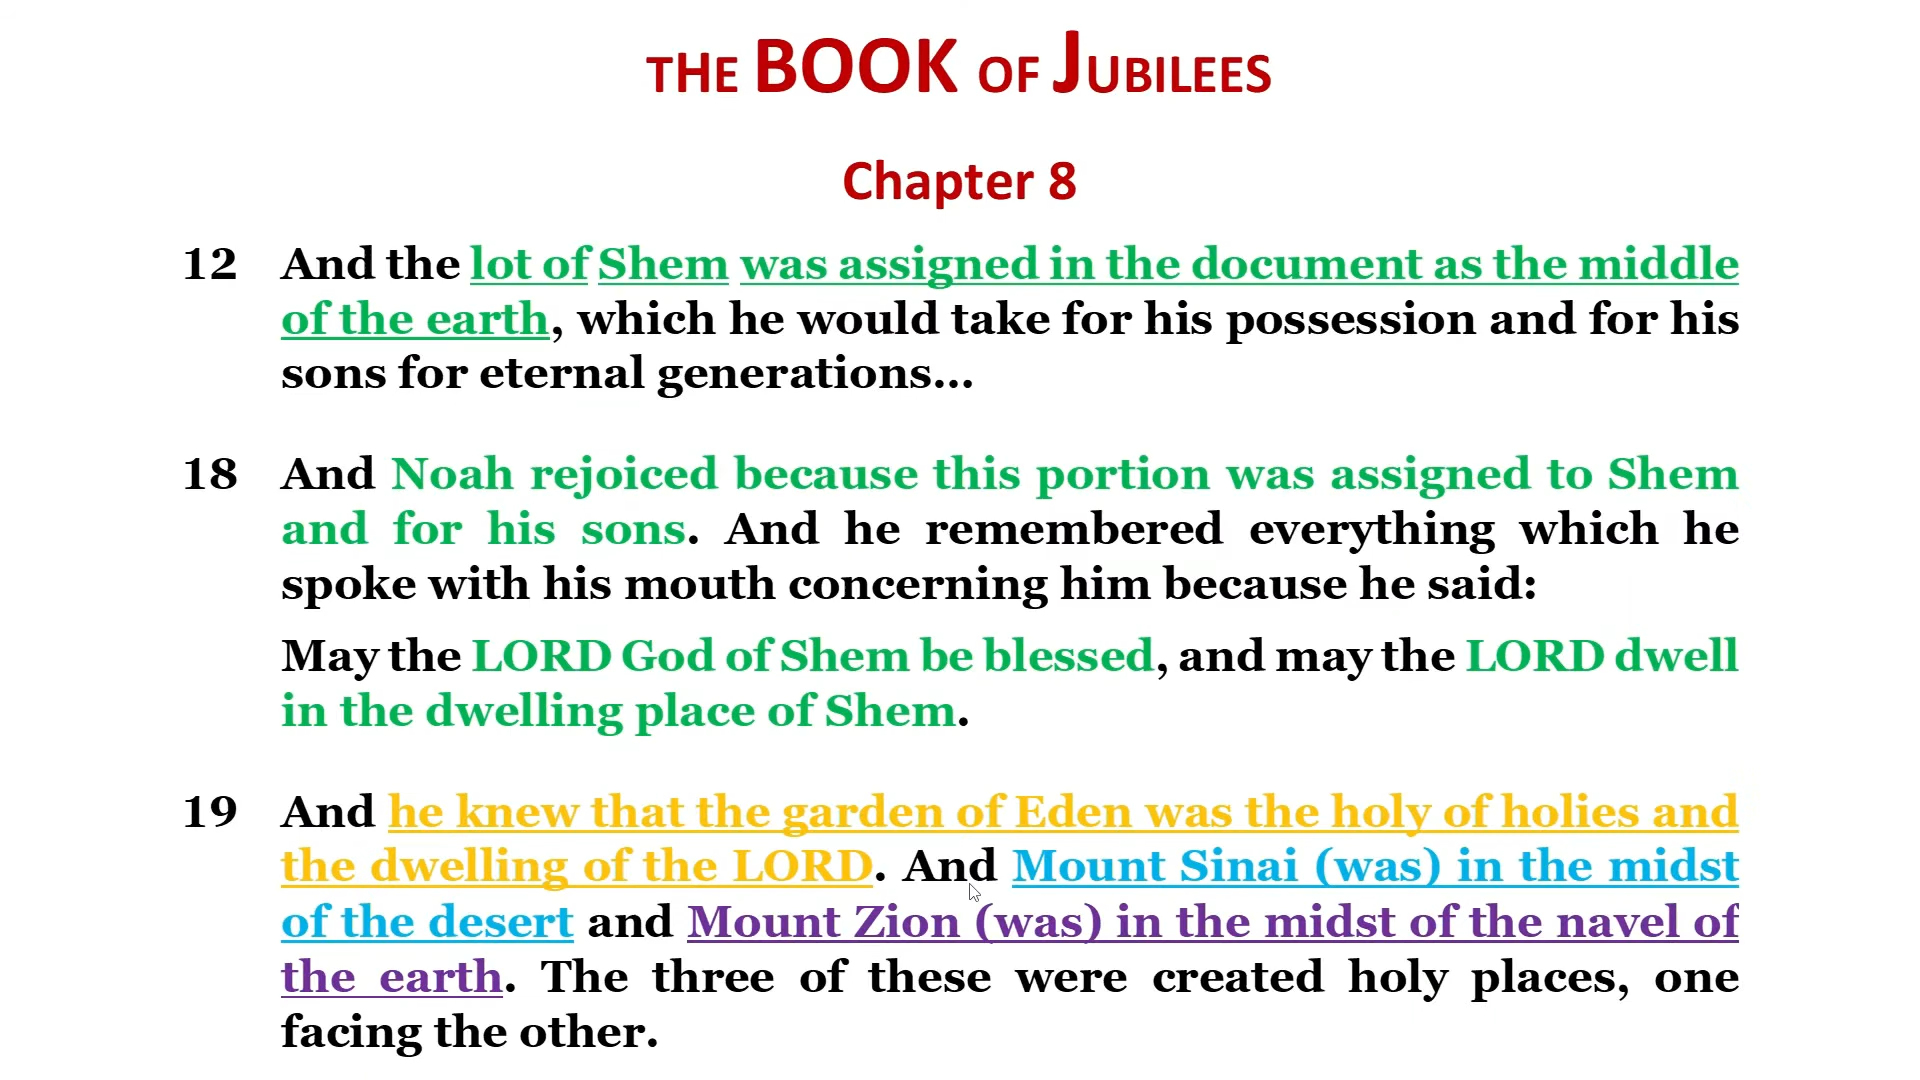 THE BOOK OF JUBILEES
Chapter 8
12 And the lot of Shem was assigned in the document as the middle
of the earth, which he would take for his possession and for his
sons for eternal generations...
18 And Noah rejoiced because this portion was assigned to Shem
and for his sons. And he remembered everything which he
spoke with his mouth concerning him because he said:
May the LORD God of Shem be blessed, and may the LORD dwell
in the dwelling place of Shem.
19 And he knew that the garden of Eden was the holy of holies and
the dwelling of the LORD. And Mount Sinai (was) in the midst
of the desert and Mount Zion (was) in the midst of the navel of
the earth. The three of these were created holy places, one
facing the other.